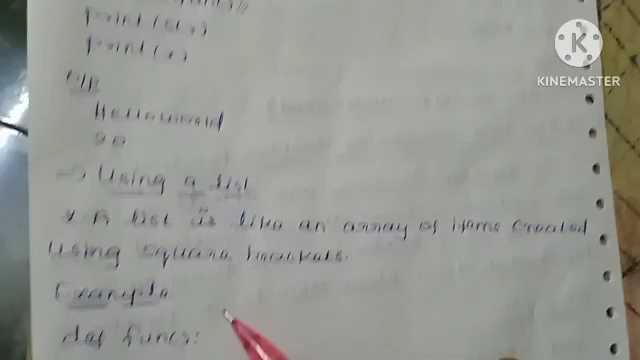 print(str)
print(x)
O/P
Helloworld
20
→ Using a list
* A list is like an array of items created
using square brackets.
Example
def func():
KINEMASTER